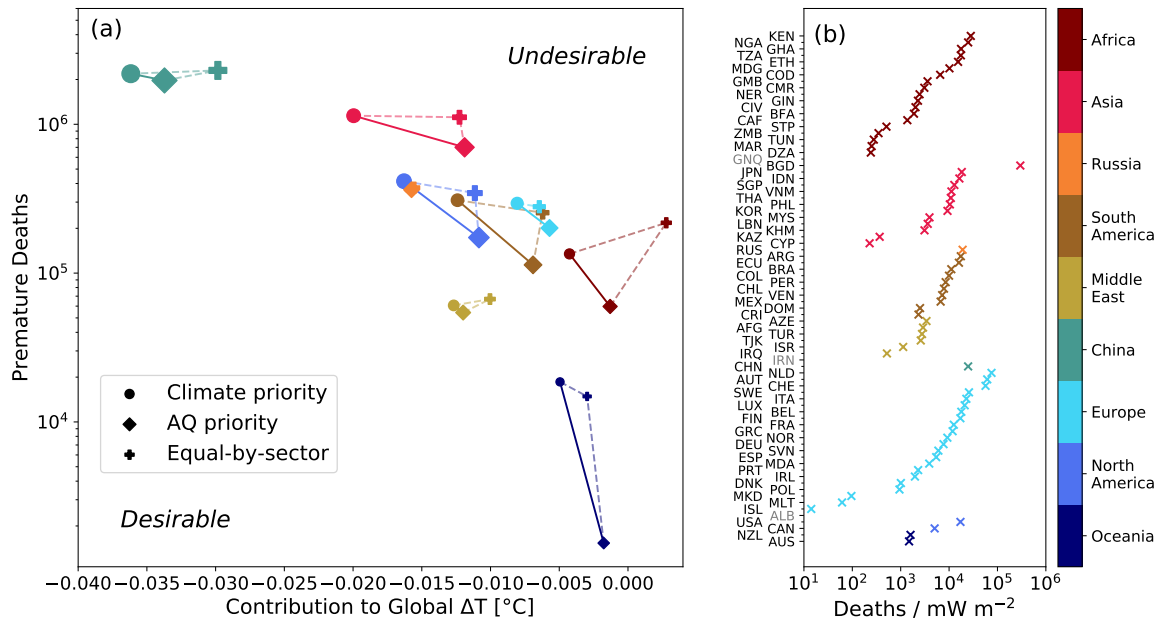 (a)
Undesirable
Premature Deaths
10^6
10^5
10^4
Climate priority
AQ priority
Equal-by-sector
Desirable
−0.040 −0.035 −0.030 −0.025 −0.020 −0.015 −0.010 −0.005 0.000
Contribution to Global ΔT [°C]
(b)
KEN
NGA
GHA
TZA
ETH
MDG
COD
GMB
CMR
NER
GIN
CIV
BFA
CAF
STP
ZMB
TUN
MAR
DZA
GNQ
BGD
JPN
IDN
SGP
VNM
THA
PHL
KOR
MYS
LBN
KHM
KAZ
CYP
RUS
ARG
ECU
BRA
COL
PER
CHL
VEN
MEX
DOM
CRI
AZE
AFG
TUR
TJK
ISR
IRQ
IRN
CHN
NLD
AUT
CHE
SWE
ITA
LUX
BEL
FIN
FRA
GRC
NOR
DEU
SVN
ESP
MDA
PRT
IRL
DNK
POL
MKD
MLT
ISL
ALB
USA
CAN
NZL
AUS
10^1 10^2 10^3 10^4 10^5 10^6
Deaths / mW m^−2
Africa
Asia
Russia
South
America
Middle
East
China
Europe
North
America
Oceania